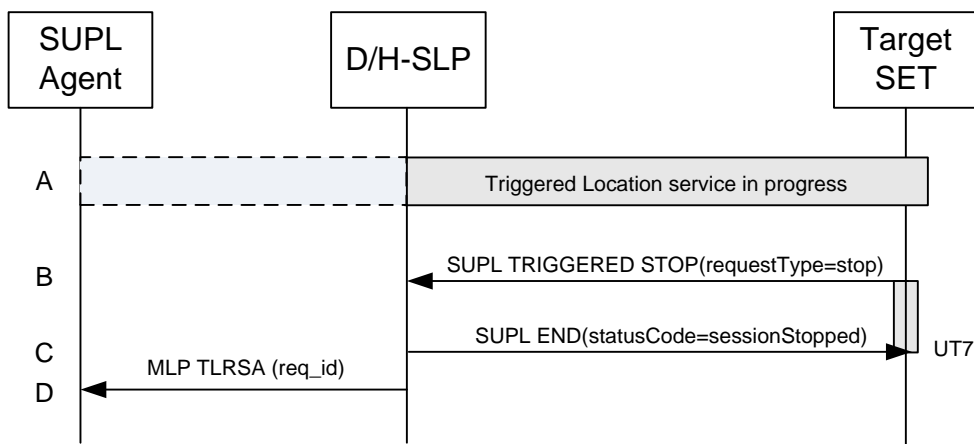 SUPL
Agent
D/H-SLP
Target
SET
A
Triggered Location service in progress
B
SUPL TRIGGERED STOP(requestType=stop)
C
SUPL END(statusCode=sessionStopped)
UT7
D
MLP TLRSA (req_id)